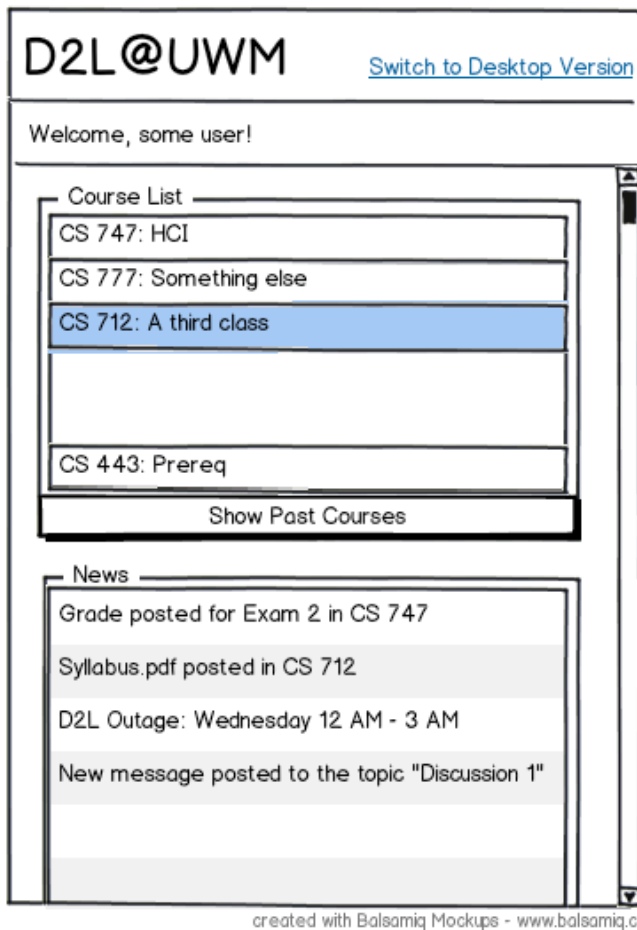 D2L@UWM
Switch to Desktop Version
Welcome, some user!
Course List
CS 747: HCI
CS 777: Something else
CS 712: A third class
CS 443: Prereq
Show Past Courses
News
Grade posted for Exam 2 in CS 747
Syllabus.pdf posted in CS 712
D2L Outage: Wednesday 12 AM - 3 AM
New message posted to the topic "Discussion 1"
created with Balsamiq Mockups - www.balsamiq.c